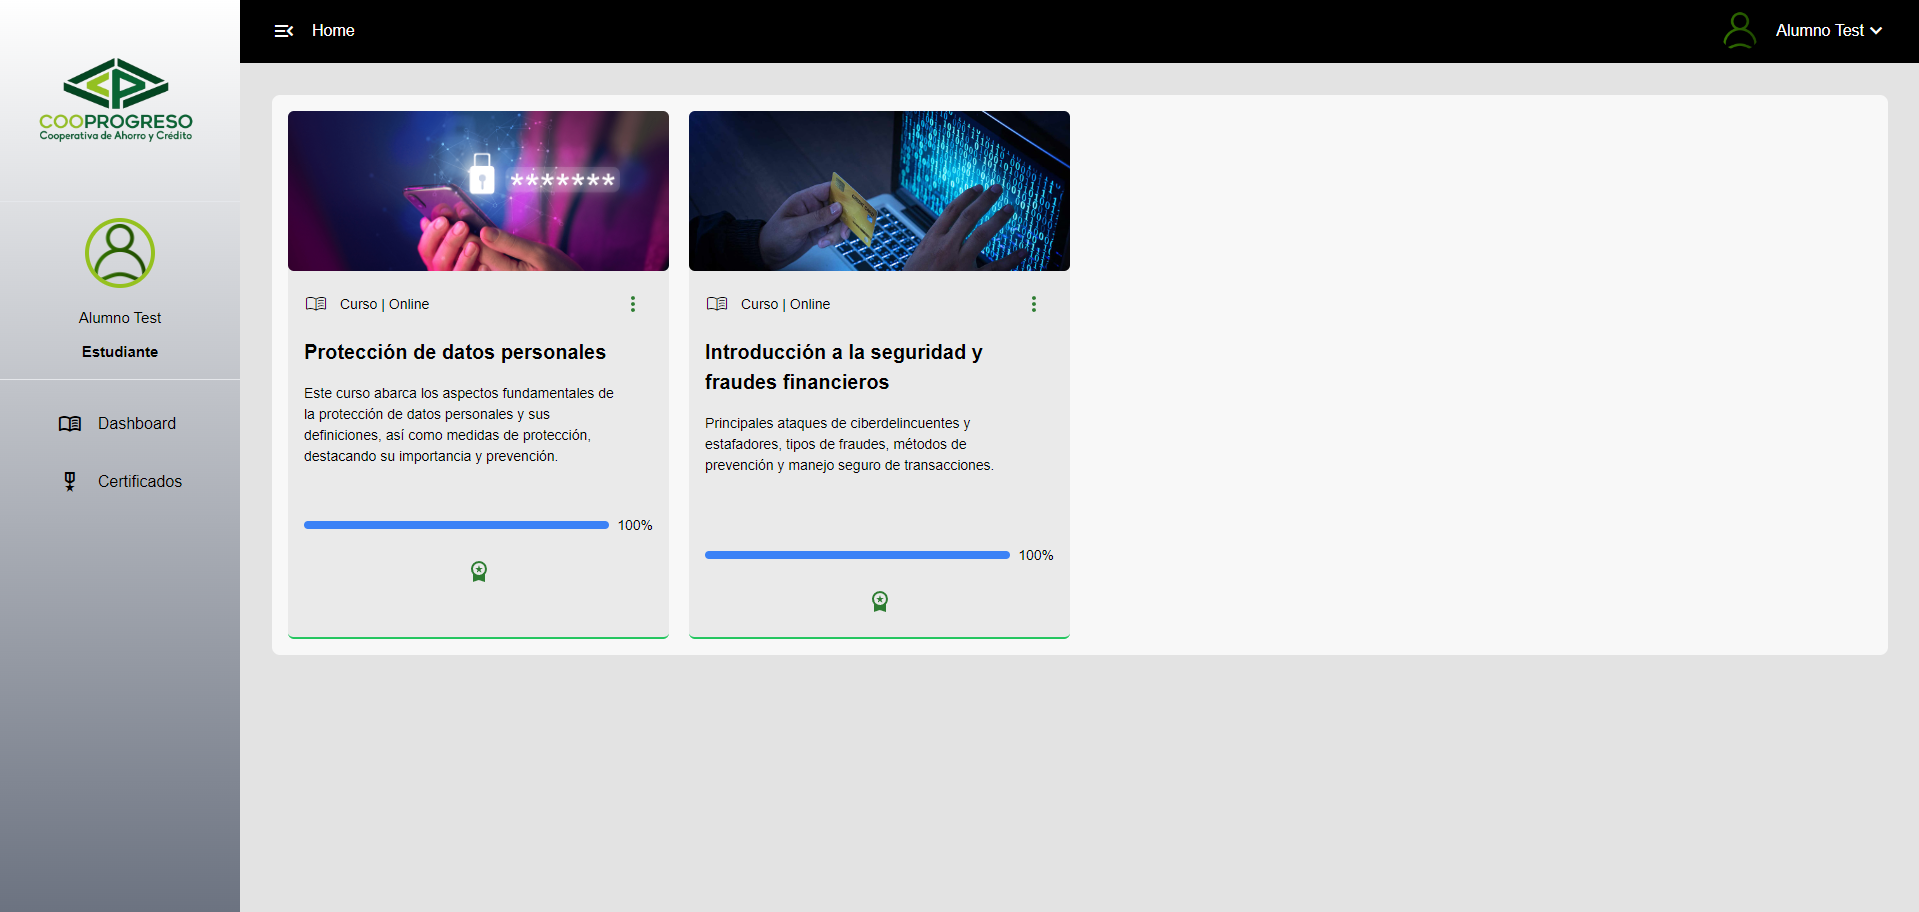 COOPROGRESO
Cooperativa de Ahorro y Crédito
Home
Alumno Test
Alumno Test
Estudiante
Dashboard
Certificados
*******
Curso | Online
Protección de datos personales
Este curso abarca los aspectos fundamentales de
la protección de datos personales y sus
definiciones, así como medidas de protección,
destacando su importancia y prevención.
100%
Curso | Online
Introducción a la seguridad y
fraudes financieros
Principales ataques de ciberdelincuentes y
estafadores, tipos de fraudes, métodos de
prevención y manejo seguro de transacciones.
100%